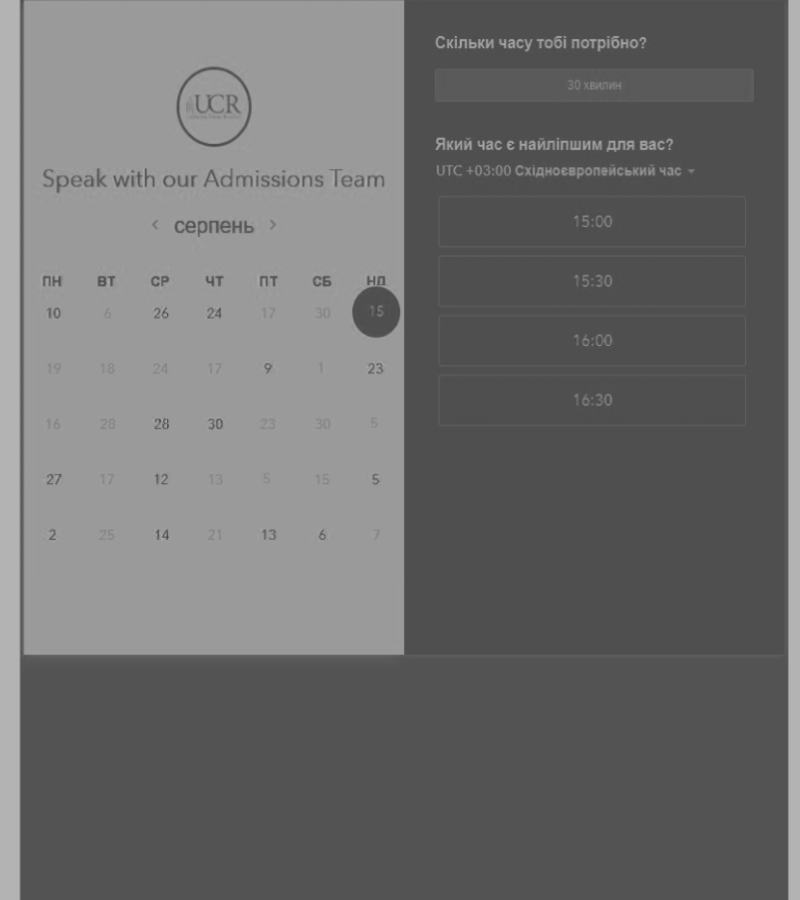 UCR
Speak with our Admissions Team
< серпень >
ПН ВТ СР ЧТ ПТ СБ НД
10 6 26 24 17 30 15
19 18 24 17 9 1 23
16 28 28 30 23 30 5
27 17 12 13 5 15 5
2 25 14 21 13 6 7
Скільки часу тобі потрібно?
30 хвилин
Який час є найліпшим для вас?
UTC +03:00 Східноєвропейський час
15:00
15:30
16:00
16:30